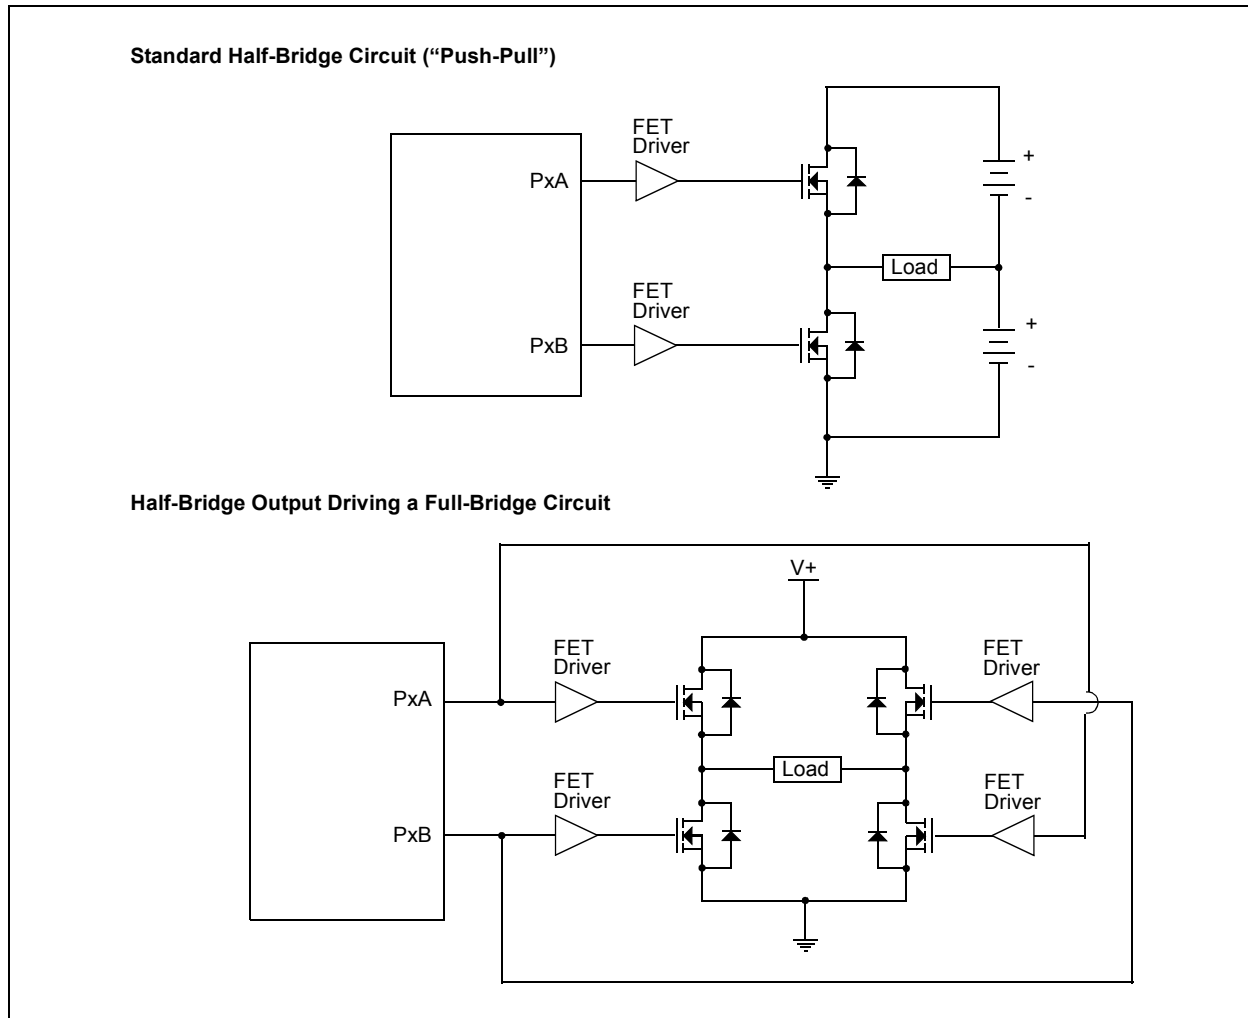 Standard Half-Bridge Circuit (“Push-Pull”)
FET
Driver
PxA
+
-
Load
FET
Driver
PxB
+
-
Half-Bridge Output Driving a Full-Bridge Circuit
V+
FET
Driver
FET
Driver
PxA
Load
FET
Driver
FET
Driver
PxB